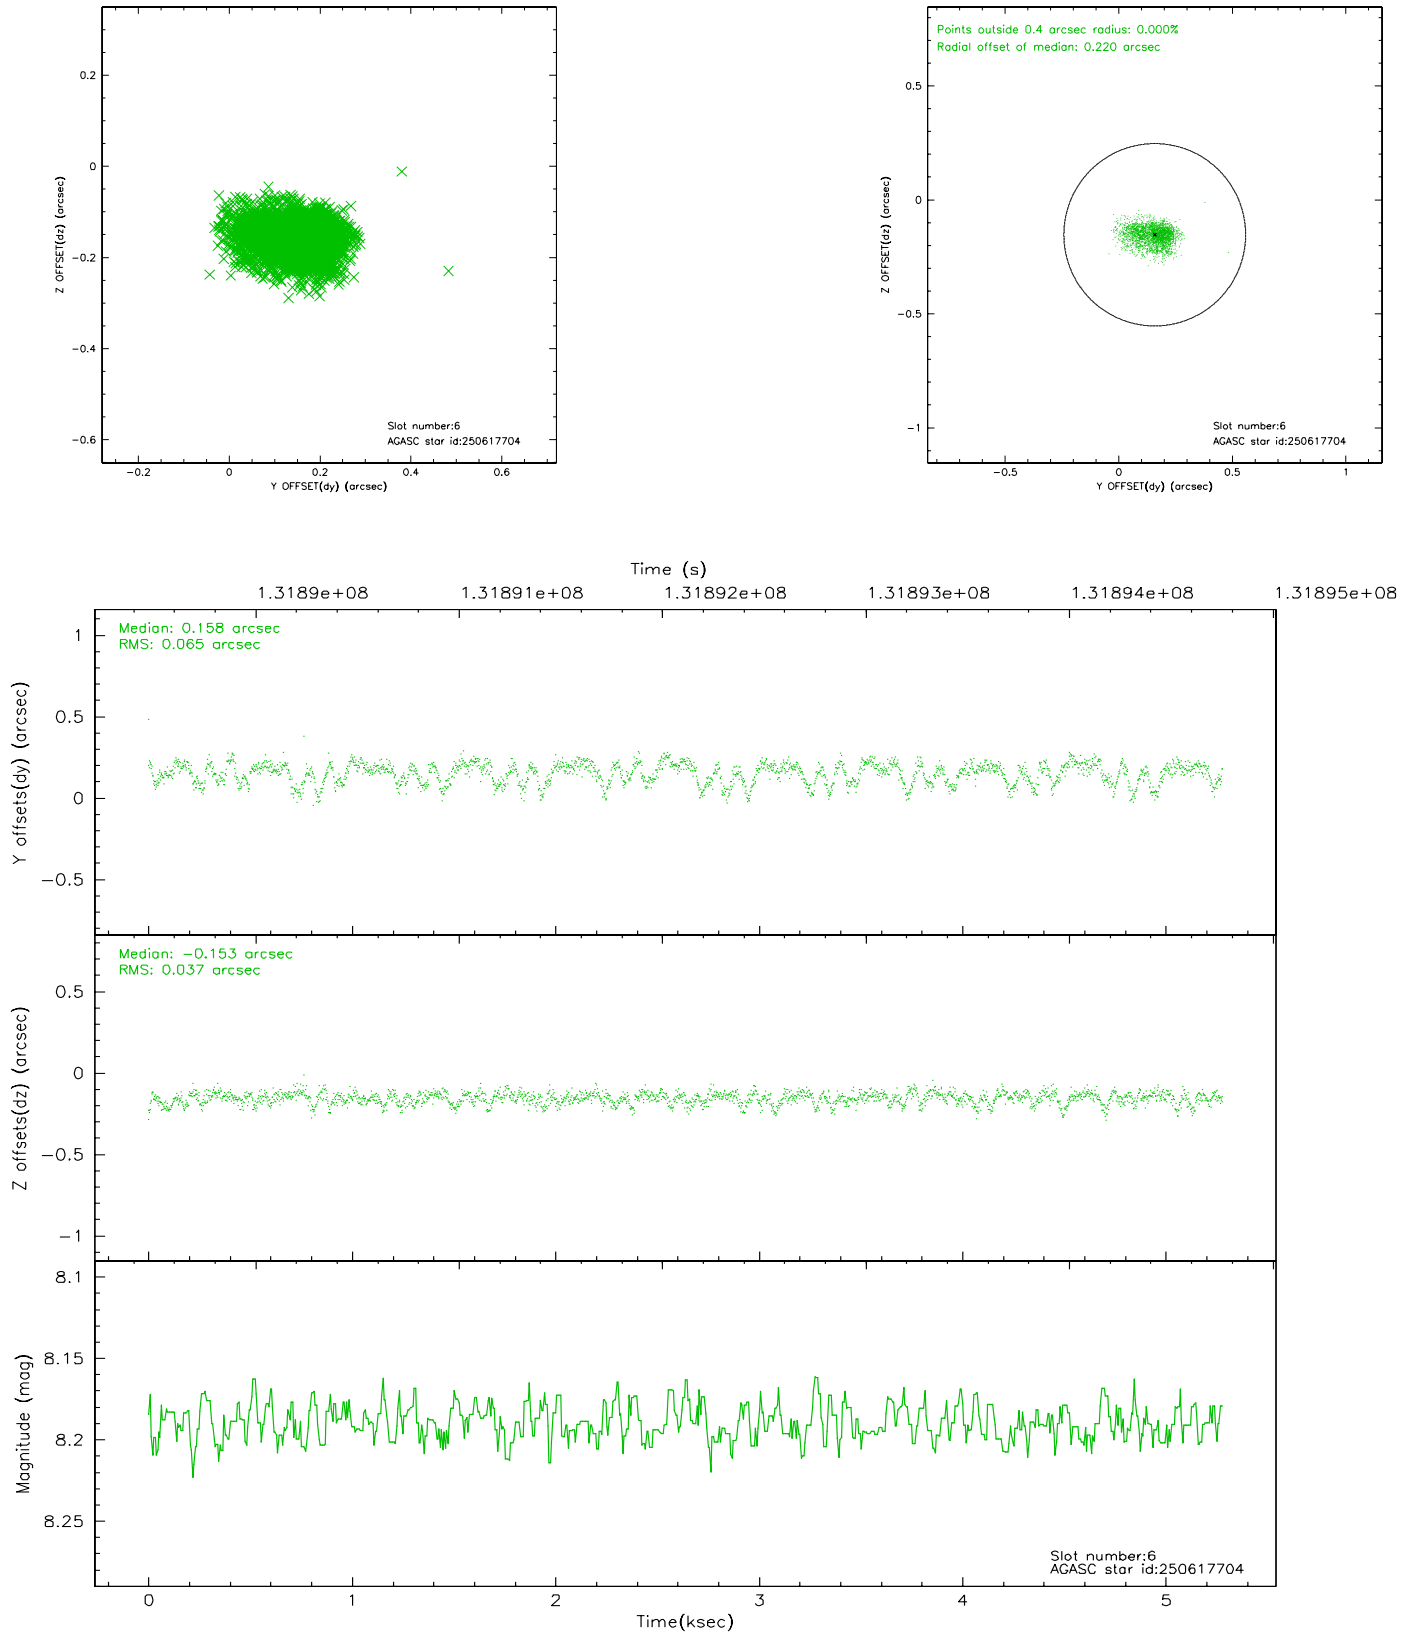 0.2
0
-0.2
-0.4
-0.6
Z OFFSET(dz) (arcsec)
Slot number:6
AGASC star id:250617704
-0.2 0 0.2 0.4 0.6
Y OFFSET(dy) (arcsec)
Points outside 0.4 arcsec radius: 0.000%
Radial offset of median: 0.220 arcsec
0.5
0
-0.5
-1
Z OFFSET(dz) (arcsec)
Slot number:6
AGASC star id:250617704
-0.5 0 0.5 1
Y OFFSET(dy) (arcsec)
Time (s)
1.3189e+08 1.31891e+08 1.31892e+08 1.31893e+08 1.31894e+08 1.31895e+08
Median: 0.158 arcsec
RMS: 0.065 arcsec
1
0.5
0
-0.5
Y offsets(dy) (arcsec)
Median: -0.153 arcsec
RMS: 0.037 arcsec
0.5
0
-0.5
-1
Z offsets(dz) (arcsec)
8.1
8.15
8.2
8.25
Magnitude (mag)
Slot number:6
AGASC star id:250617704
0 1 2 3 4 5
Time(ksec)